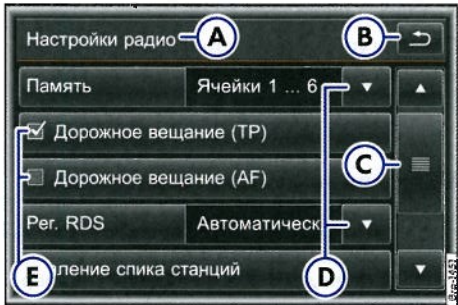 Настройки радио A B
Память Ячейки 1 ... 6
Дорожное вещание (TP)
C
Дорожное вещание (AF)
Рег. RDS Автоматическ
E ление спика станций D